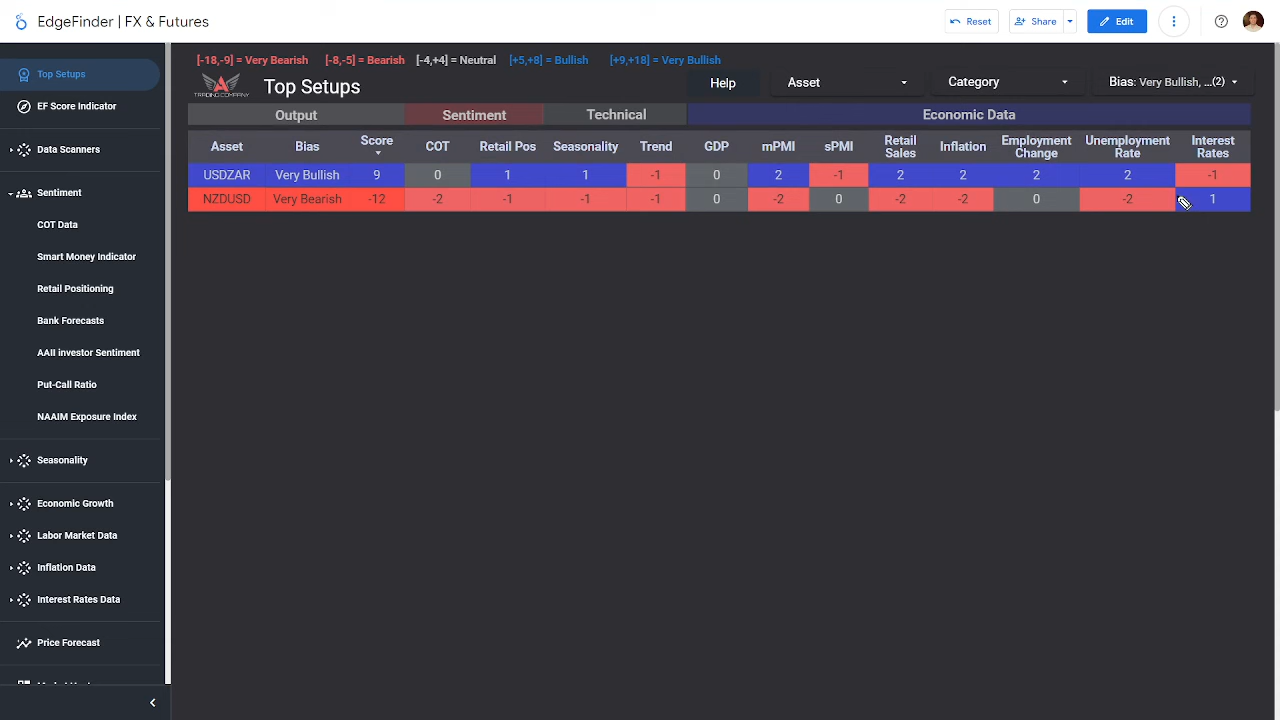 EdgeFinder | FX & Futures
Reset
Share
Edit
Top Setups
EF Score Indicator
Data Scanners
Sentiment
COT Data
Smart Money Indicator
Retail Positioning
Bank Forecasts
AAII investor Sentiment
Put-Call Ratio
NAAIM Exposure Index
Seasonality
Economic Growth
Labor Market Data
Inflation Data
Interest Rates Data
Price Forecast
[-18,-9] = Very Bearish [-8,-5] = Bearish [-4,+4] = Neutral [+5,+8] = Bullish [+9,+18] = Very Bullish
TRADING COMPANY
Top Setups
Help
Asset
Category
Bias: Very Bullish, ...(2)
Output Sentiment Technical Economic Data
Asset Bias Score COT Retail Pos Seasonality Trend GDP mPMI sPMI Retail Sales Inflation Employment Change Unemployment Rate Interest Rates
USDZAR Very Bullish 9 0 1 1 -1 0 2 -1 2 2 2 2 -1
NZDUSD Very Bearish -12 -2 -1 -1 -1 0 -2 0 -2 -2 0 -2 1